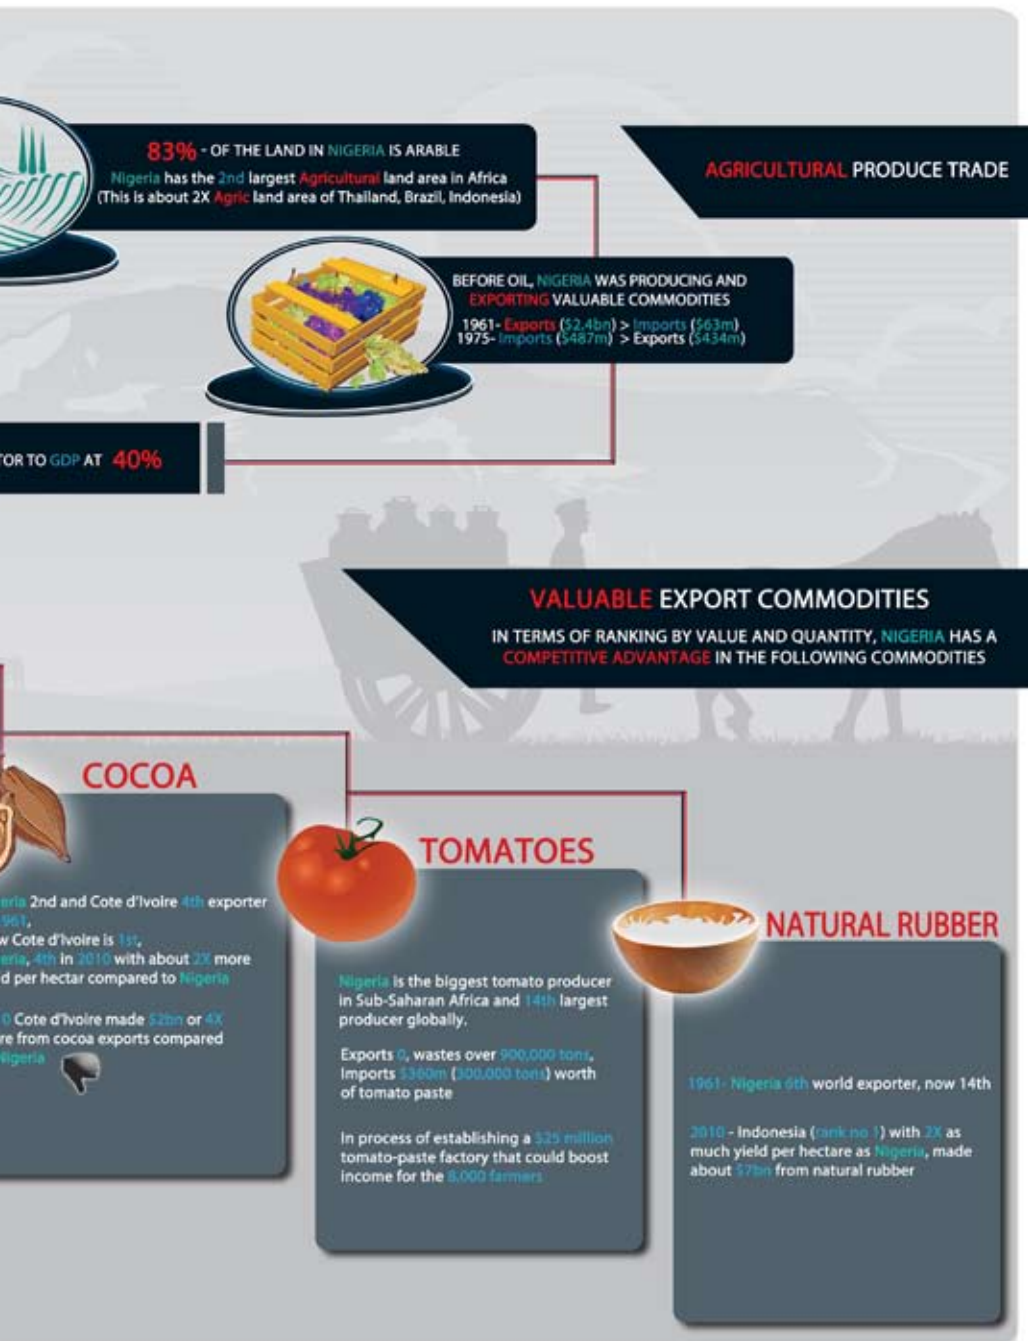 83% - OF THE LAND IN NIGERIA IS ARABLE
Nigeria has the 2nd largest Agricultural land area in Africa
(This is about 2X Agric land area of Thailand, Brazil, Indonesia)
AGRICULTURAL PRODUCE TRADE
BEFORE OIL, NIGERIA WAS PRODUCING AND
EXPORTING VALUABLE COMMODITIES
1961- Exports ($2.4bn) > Imports ($63m)
1975- Imports ($487m) > Exports ($434m)
TO GDP AT 40%
VALUABLE EXPORT COMMODITIES
IN TERMS OF RANKING BY VALUE AND QUANTITY, NIGERIA HAS A
COMPETITIVE ADVANTAGE IN THE FOLLOWING COMMODITIES
COCOA
2nd and Cote d'Ivoire 4th exporter
Cote d'Ivoire is 1st,
4th in 2010 with about 2X more
per hectar compared to Nigeria
Cote d'Ivoire made $2bn or 4X
from cocoa exports compared
Nigeria
TOMATOES
Nigeria is the biggest tomato producer
in Sub-Saharan Africa and 14th largest
producer globally.
Exports 0, wastes over 900,000 tons,
Imports $360m (300,000 tons) worth
of tomato paste
In process of establishing a $25 million
tomato-paste factory that could boost
income for the 8,000 farmers
NATURAL RUBBER
1961- Nigeria 6th world exporter, now 14th
2010 - Indonesia (rank no 1) with 2X as
much yield per hectare as Nigeria, made
about $7bn from natural rubber